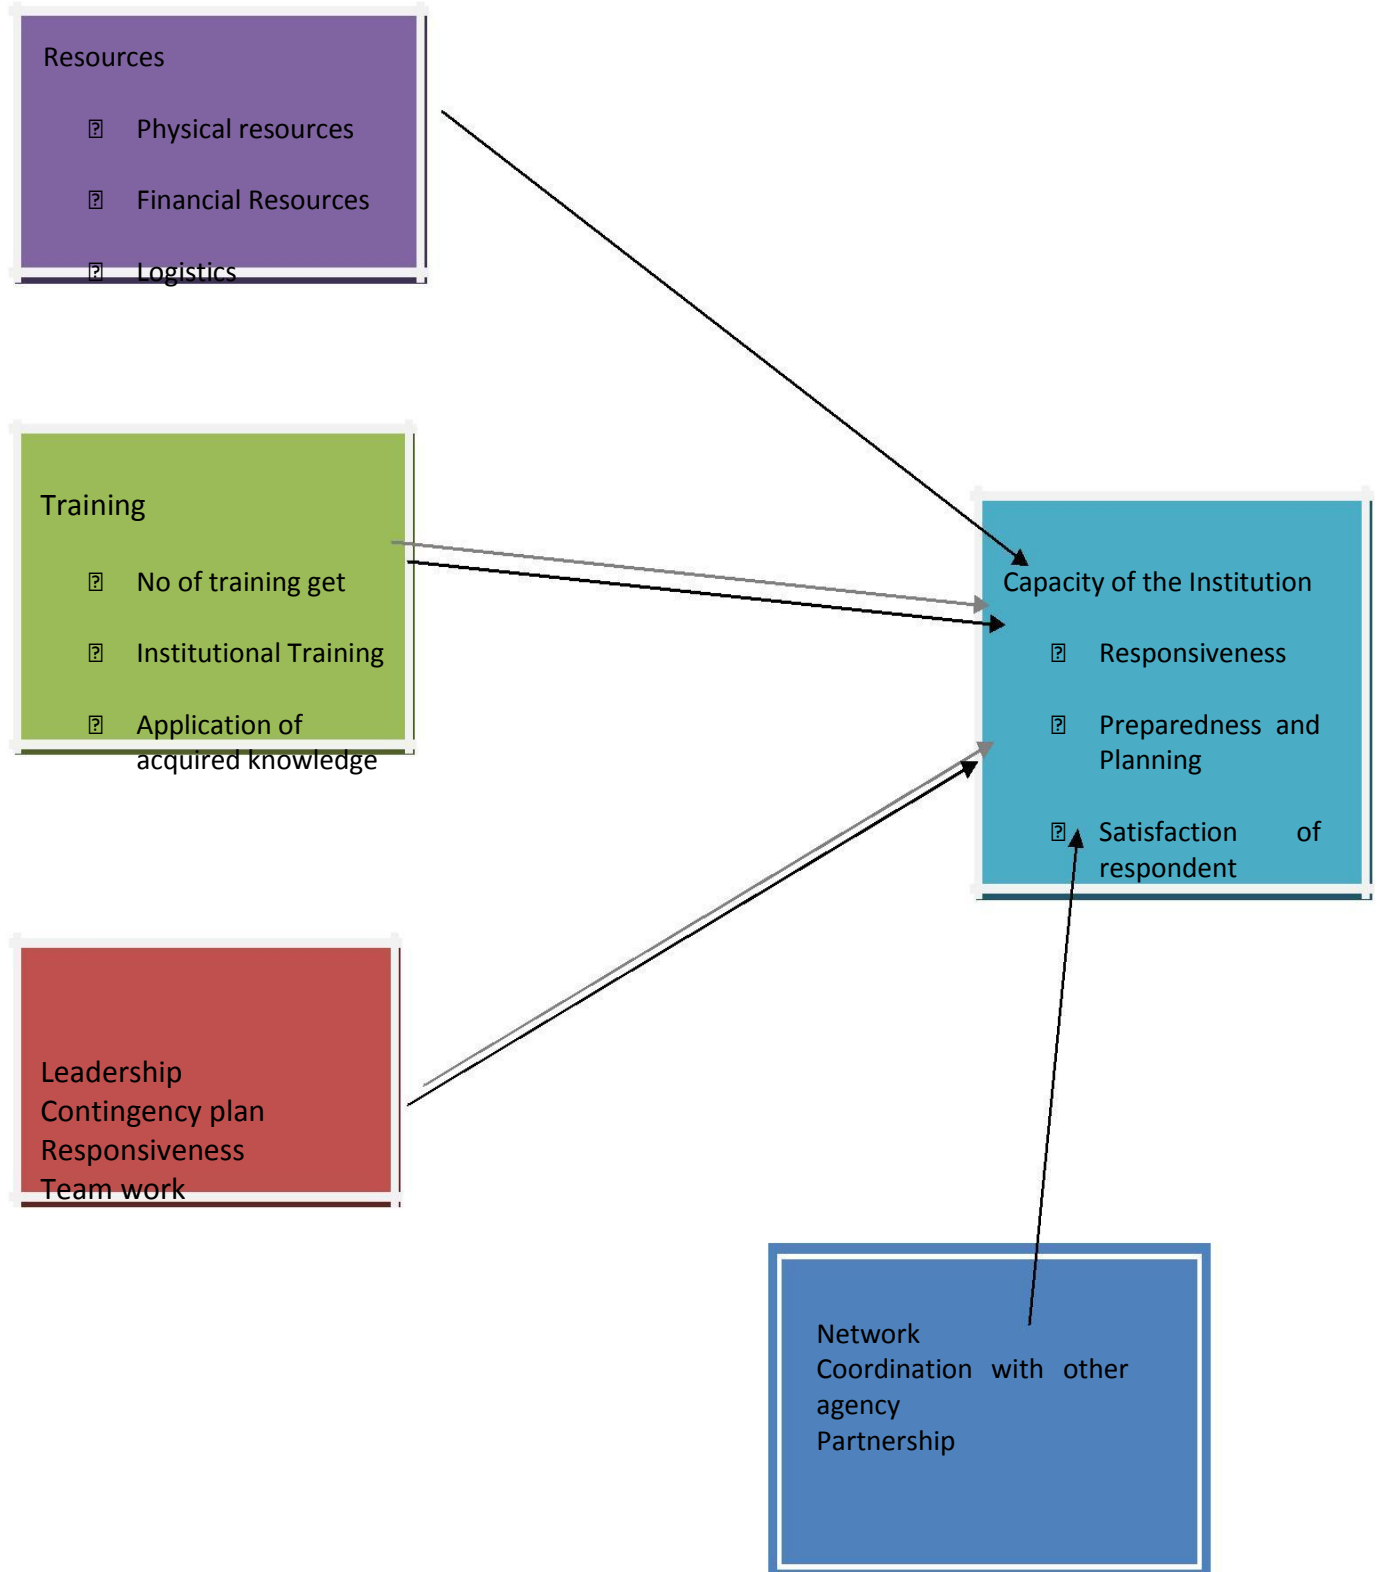 Resources
Physical resources
Financial Resources
Logistics
Training
No of training get
Institutional Training
Application of
acquired knowledge
Capacity of the Institution
Responsiveness
Preparedness and
Planning
Satisfaction of
respondent
Leadership
Contingency plan
Responsiveness
Team work
Network
Coordination with other
agency
Partnership